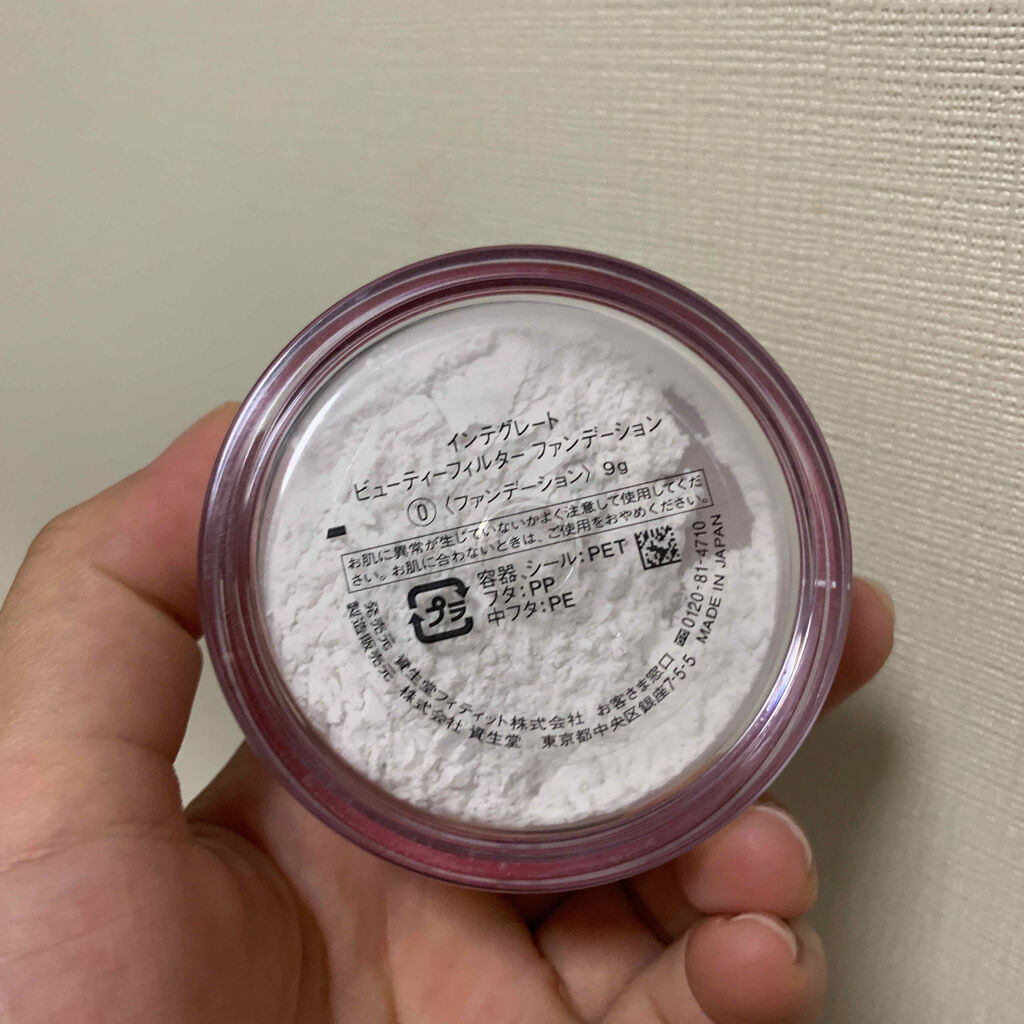 インテグレート
ビューティーフィルター ファンデーション
⓪〈ファンデーション〉9g
お肌に異常が生じていないかよく注意して使用してくだ
さい。お肌に合わないときは、ご使用をおやめください。
プラ
容器、シール:PET
フタ:PP
中フタ:PE
発売元 資生堂フィティット株式会社 お客さま窓口 0120-81-4710
製造販売元 株式会社 資生堂 東京都中央区銀座7-5-5 MADE IN JAPAN